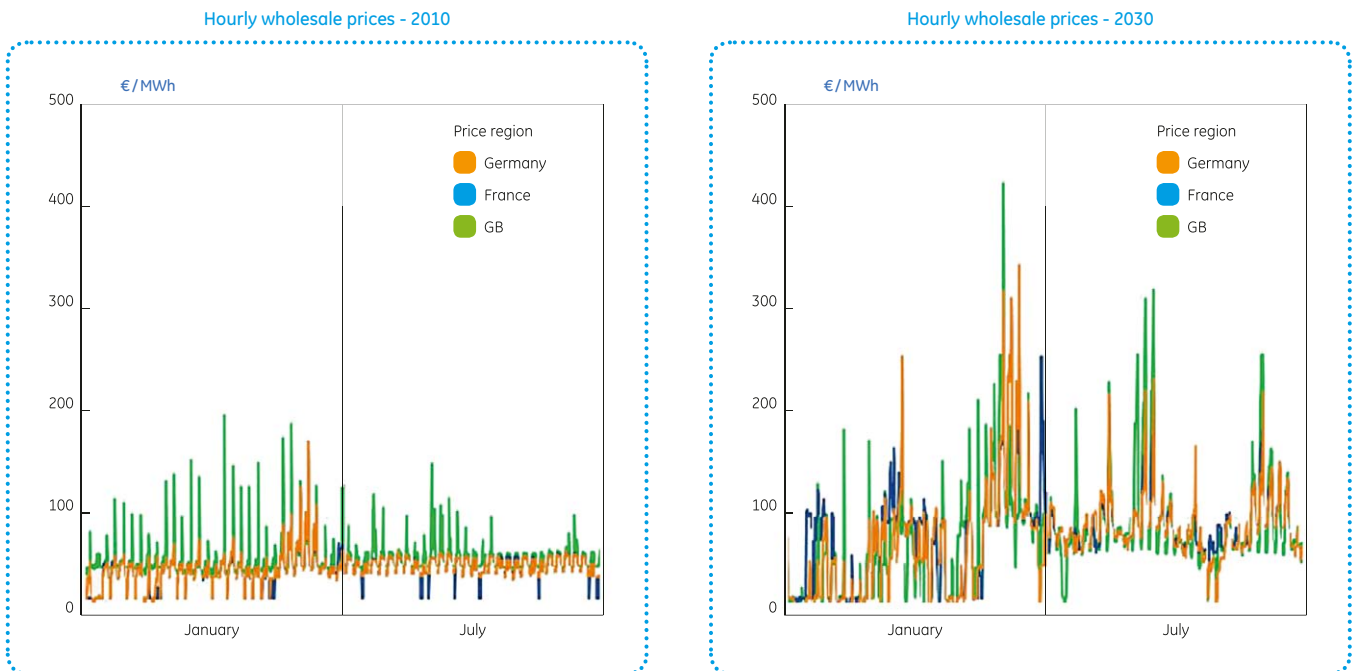 Hourly wholesale prices - 2010
€/MWh
500
400
300
200
100
0
Price region
Germany
France
GB
January
July
Hourly wholesale prices - 2030
€/MWh
500
400
300
200
100
0
Price region
Germany
France
GB
January
July